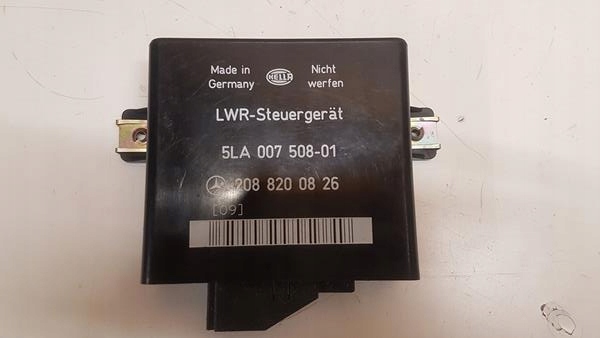 Made in Germany
HELLA
Nicht werfen
LWR-Steuergerät
5LA 007 508-01
208 820 08 26
[09]